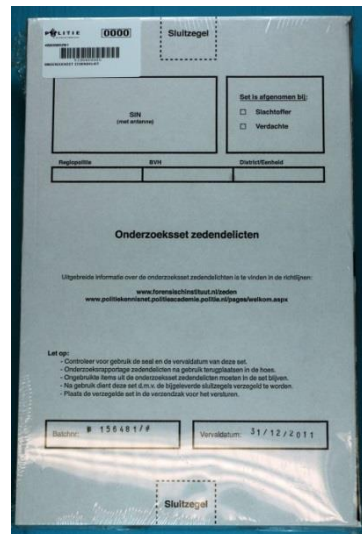 POLITIE 0000
Sluitzegel
SIN
(met antenne)
Set is afgenomen bij:
Slachtoffer
Verdachte
Regiopolitie BVH District/Eenheid
Onderzoeksset zedendelicten
Uitgebreide informatie over de onderzoeksset zedendelichten is te vinden in de richtlijnen:
www.forensischinstituut.nl/zeden
www.politiekennisnet.politieacademie.politie.nl/pages/welkom.aspx
Let op:
- Controleer voor gebruik de seal en de vervaldatum van deze set.
- Onderzoeksrapportage zedendelicten na gebruik terugplaatsen in de hoes.
- Ongebruikte items uit de onderzoeksset zedendelicten moeten in de set blijven.
- Na gebruik dient deze set d.m.v. de bijgeleverde sluitzegels verzegeld te worden.
- Plaats de verzegelde set in de verzendzak voor het versturen.
Batchnr: # 156481/# Vervaldatum: 31/12/2011
Sluitzegel